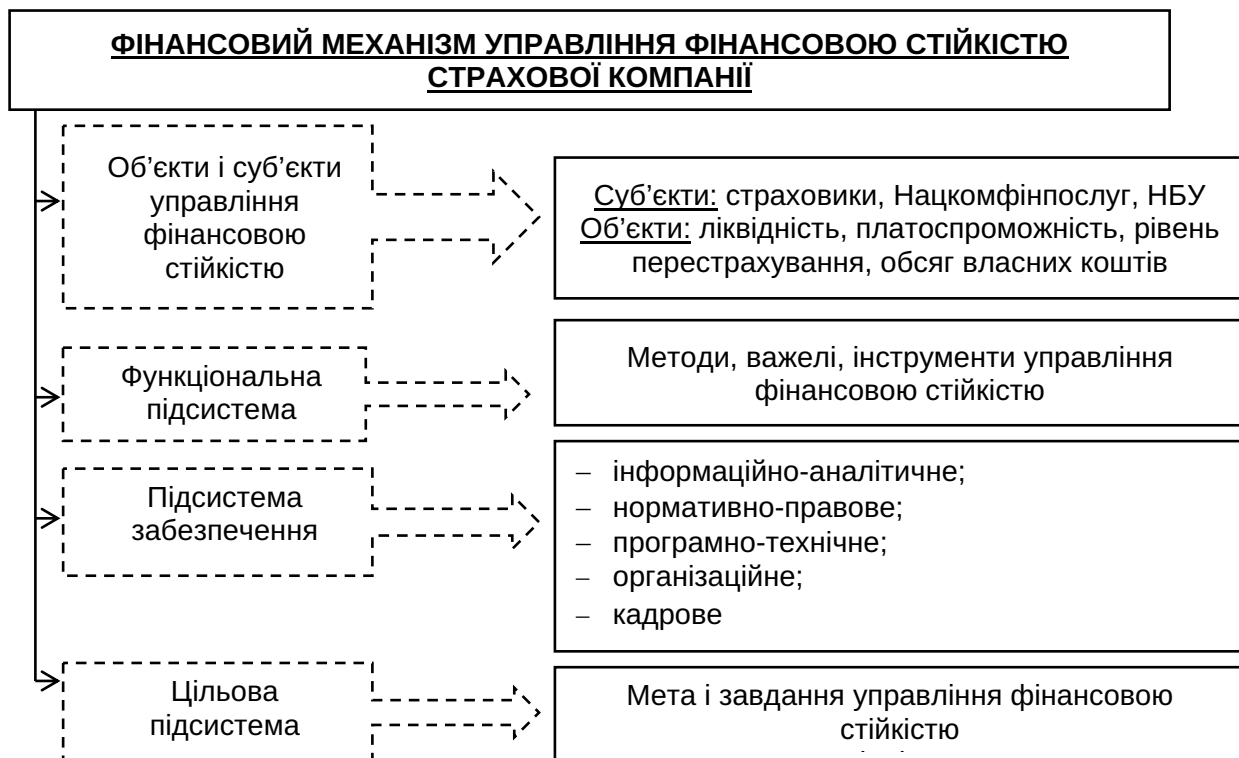 ФІНАНСОВИЙ МЕХАНІЗМ УПРАВЛІННЯ ФІНАНСОВОЮ СТІЙКІСТЮ
СТРАХОВОЇ КОМПАНІЇ
Об’єкти і суб’єкти
управління
фінансовою
стійкістю
Суб’єкти: страховики, Нацкомфінпослуг, НБУ
Об’єкти: ліквідність, платоспроможність, рівень
перестрахування, обсяг власних коштів
Функціональна
підсистема
Методи, важелі, інструменти управління
фінансовою стійкістю
Підсистема
забезпечення
– інформаційно-аналітичне;
– нормативно-правове;
– програмно-технічне;
– організаційне;
– кадрове
Цільова
підсистема
Мета і завдання управління фінансовою
стійкістю